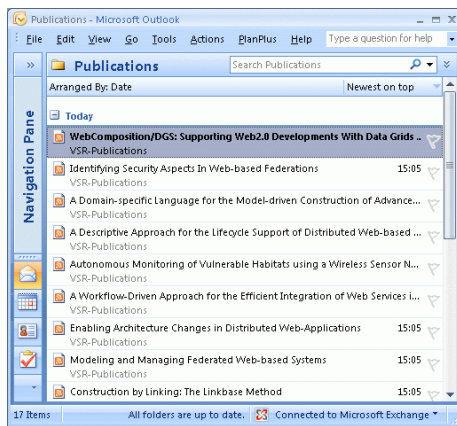 Publications - Microsoft Outlook
File Edit View Go Tools Actions PlanPlus Help Type a question for help
Publications Search Publications
Arranged By: Date Newest on top
Navigation Pane
Today
WebComposition/DGS: Supporting Web2.0 Developments With Data Grids ..
VSR-Publications
Identifying Security Aspects In Web-based Federations 15:05
VSR-Publications
A Domain-specific Language for the Model-driven Construction of Advance...
VSR-Publications
A Descriptive Approach for the Lifecycle Support of Distributed Web-based ...
VSR-Publications
Autonomous Monitoring of Vulnerable Habitats using a Wireless Sensor N...
VSR-Publications
A Workflow-Driven Approach for the Efficient Integration of Web Services i...
VSR-Publications
Enabling Architecture Changes in Distributed Web-Applications 15:05
VSR-Publications
Modeling and Managing Federated Web-based Systems 15:05
VSR-Publications
Construction by Linking: The Linkbase Method 15:05
17 Items All folders are up to date. Connected to Microsoft Exchange